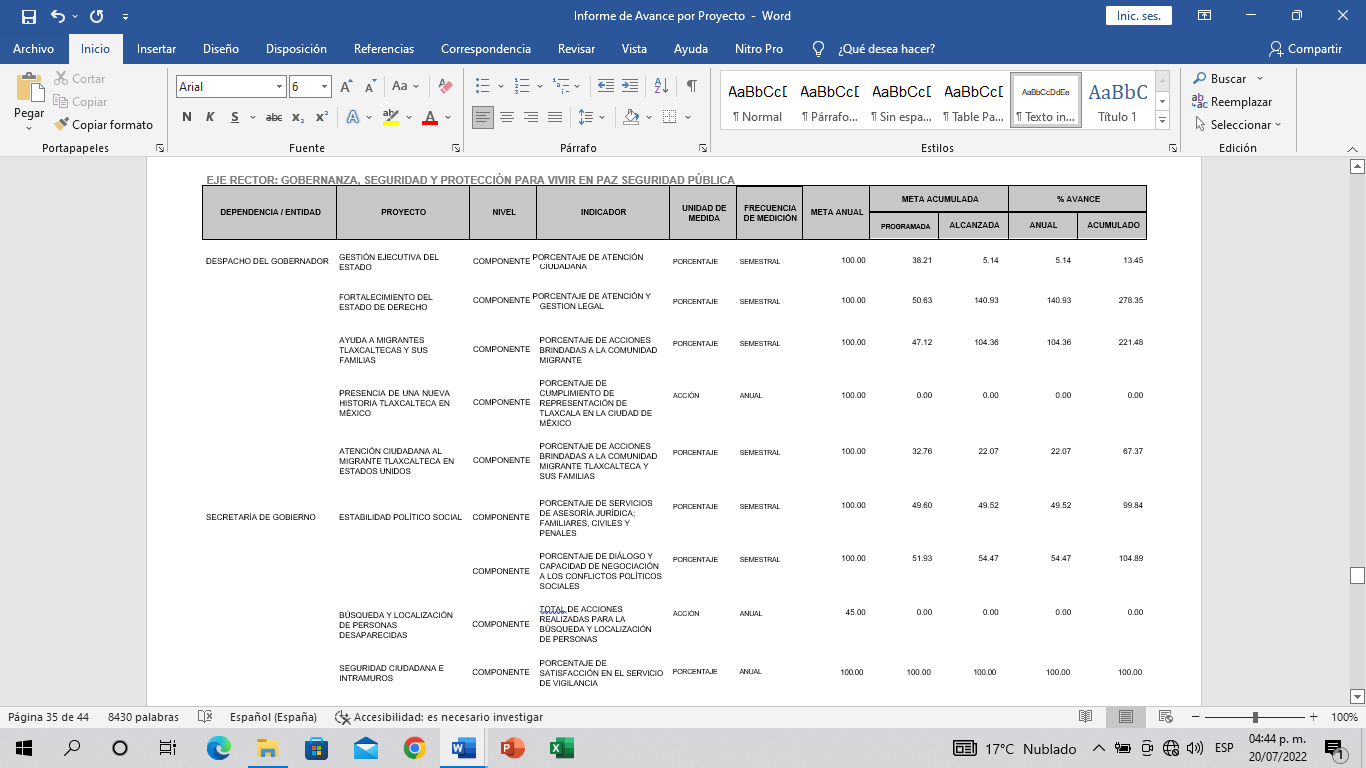 Informe de Avance por Proyecto - Word
Inic. ses.
Archivo Inicio Insertar Diseño Disposición Referencias Correspondencia Revisar Vista Ayuda Nitro Pro ¿Qué desea hacer? Compartir
Pegar
Cortar
Copiar
Copiar formato
Portapapeles
Arial 6
N K S abc x₂ x²
Fuente
Párrafo
AaBbCcD AaBbCcD AaBbCcD AaBbCcD AaBbCcDdEe AaBbC
¶ Normal ¶ Párrafo... ¶ Sin espa... ¶ Table Pa... ¶ Texto in... Título 1
Estilos
Buscar
Reemplazar
Seleccionar
Edición
EJE RECTOR: GOBERNANZA, SEGURIDAD Y PROTECCIÓN PARA VIVIR EN PAZ SEGURIDAD PÚBLICA
DEPENDENCIA / ENTIDAD PROYECTO NIVEL INDICADOR UNIDAD DE MEDIDA FRECUENCIA DE MEDICIÓN META ANUAL META ACUMULADA % AVANCE
PROGRAMADA ALCANZADA ANUAL ACUMULADO
DESPACHO DEL GOBERNADOR GESTIÓN EJECUTIVA DEL ESTADO COMPONENTE PORCENTAJE DE ATENCIÓN CIUDADANA PORCENTAJE SEMESTRAL 100.00 38.21 5.14 5.14 13.45
FORTALECIMIENTO DEL ESTADO DE DERECHO COMPONENTE PORCENTAJE DE ATENCIÓN Y GESTION LEGAL PORCENTAJE SEMESTRAL 100.00 50.63 140.93 140.93 278.35
AYUDA A MIGRANTES TLAXCALTECAS Y SUS FAMILIAS COMPONENTE PORCENTAJE DE ACCIONES BRINDADAS A LA COMUNIDAD MIGRANTE PORCENTAJE SEMESTRAL 100.00 47.12 104.36 104.36 221.48
PRESENCIA DE UNA NUEVA HISTORIA TLAXCALTECA EN MÉXICO COMPONENTE PORCENTAJE DE CUMPLIMIENTO DE REPRESENTACIÓN DE TLAXCALA EN LA CIUDAD DE MÉXICO ACCIÓN ANUAL 100.00 0.00 0.00 0.00 0.00
ATENCIÓN CIUDADANA AL MIGRANTE TLAXCALTECA EN ESTADOS UNIDOS COMPONENTE PORCENTAJE DE ACCIONES BRINDADAS A LA COMUNIDAD MIGRANTE TLAXCALTECA Y SUS FAMILIAS PORCENTAJE SEMESTRAL 100.00 32.76 22.07 22.07 67.37
SECRETARÍA DE GOBIERNO ESTABILIDAD POLÍTICO SOCIAL COMPONENTE PORCENTAJE DE SERVICIOS DE ASESORÍA JURÍDICA; FAMILIARES, CIVILES Y PENALES PORCENTAJE SEMESTRAL 100.00 49.60 49.52 49.52 99.84
COMPONENTE PORCENTAJE DE DIÁLOGO Y CAPACIDAD DE NEGOCIACIÓN A LOS CONFLICTOS POLÍTICOS SOCIALES PORCENTAJE SEMESTRAL 100.00 51.93 54.47 54.47 104.89
BÚSQUEDA Y LOCALIZACIÓN DE PERSONAS DESAPARECIDAS COMPONENTE TOTAL DE ACCIONES REALIZADAS PARA LA BÚSQUEDA Y LOCALIZACIÓN DE PERSONAS ACCIÓN ANUAL 45.00 0.00 0.00 0.00 0.00
SEGURIDAD CIUDADANA E INTRAMUROS COMPONENTE PORCENTAJE DE SATISFACCIÓN EN EL SERVICIO DE VIGILANCIA PORCENTAJE ANUAL 100.00 100.00 100.00 100.00 100.00
Página 35 de 44 8430 palabras Español (España) Accesibilidad: es necesario investigar 100%
17°C Nublado ESP 04:44 p. m.
20/07/2022